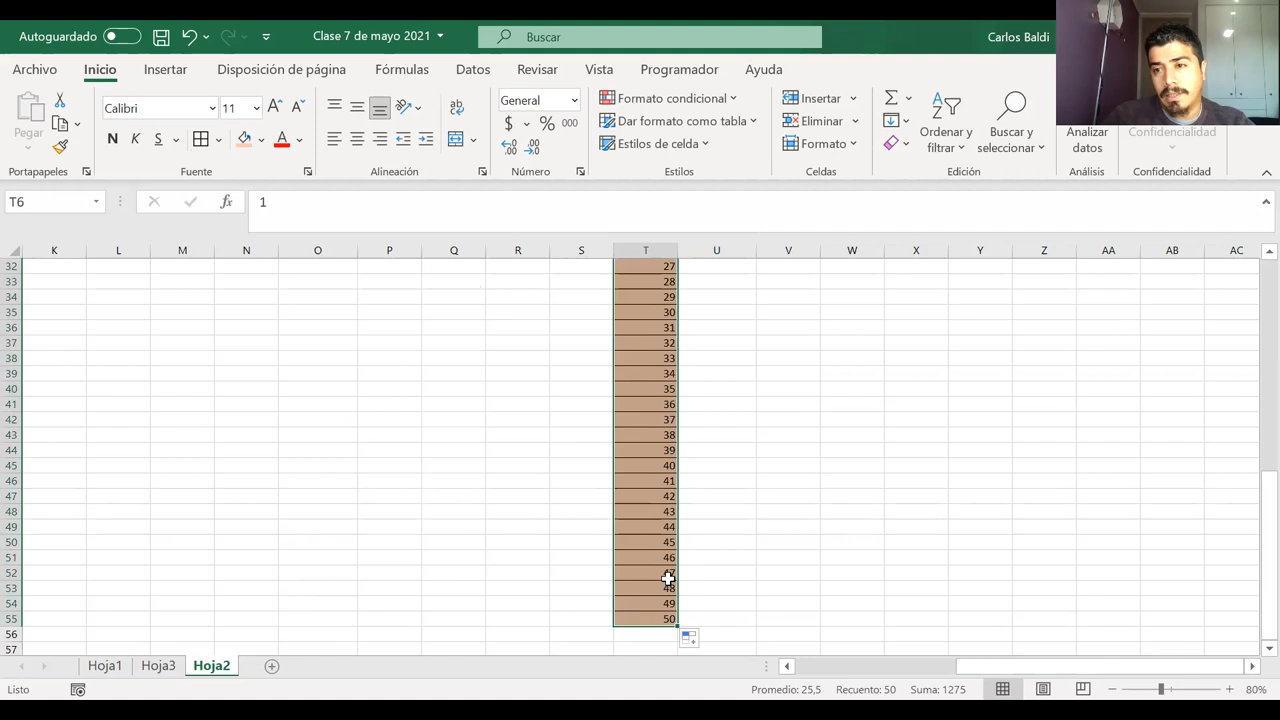 Autoguardado
Clase 7 de mayo 2021
Buscar
Carlos Baldi
Archivo Inicio Insertar Disposición de página Fórmulas Datos Revisar Vista Programador Ayuda
Pegar
Portapapeles
Calibri 11
N K S
Fuente
Alineación
General
$ % 000
Número
Formato condicional
Dar formato como tabla
Estilos de celda
Estilos
Insertar
Eliminar
Formato
Celdas
Ordenar y filtrar
Buscar y seleccionar
Edición
Analizar datos
Análisis
Confidencialidad
Confidencialidad
T6 fx 1
K L M N O P Q R S T U V W X Y Z AA AB AC
32 27
33 28
34 29
35 30
36 31
37 32
38 33
39 34
40 35
41 36
42 37
43 38
44 39
45 40
46 41
47 42
48 43
49 44
50 45
51 46
52 47
53 48
54 49
55 50
56
57
Hoja1 Hoja3 Hoja2
Listo Promedio: 25,5 Recuento: 50 Suma: 1275 80%